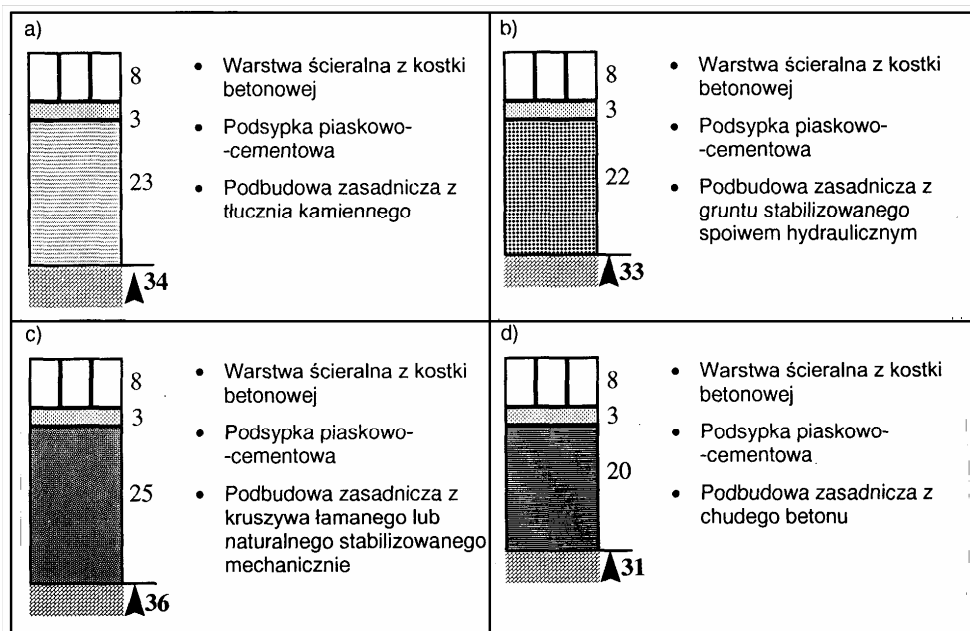 a)
8
3
23
34
• Warstwa ścieralna z kostki
betonowej
• Podsypka piaskowo-
-cementowa
• Podbudowa zasadnicza z
tłucznia kamiennego
b)
8
3
22
33
• Warstwa ścieralna z kostki
betonowej
• Podsypka piaskowo-
-cementowa
• Podbudowa zasadnicza z
gruntu stabilizowanego
spoiwem hydraulicznym
c)
8
3
25
36
• Warstwa ścieralna z kostki
betonowej
• Podsypka piaskowo-
-cementowa
• Podbudowa zasadnicza z
kruszywa łamanego lub
naturalnego stabilizowanego
mechanicznie
d)
8
3
20
31
• Warstwa ścieralna z kostki
betonowej
• Podsypka piaskowo-
-cementowa
• Podbudowa zasadnicza z
chudego betonu